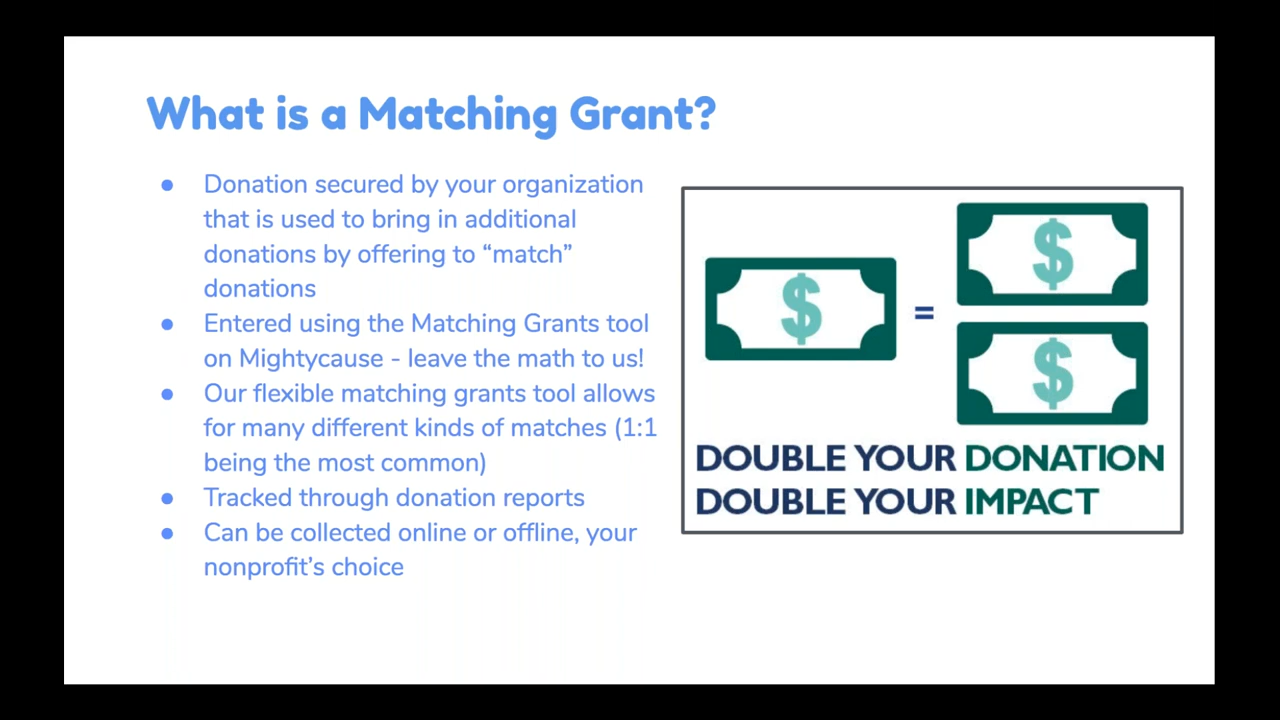 What is a Matching Grant?
● Donation secured by your organization
that is used to bring in additional
donations by offering to “match”
donations
● Entered using the Matching Grants tool
on Mightycause - leave the math to us!
● Our flexible matching grants tool allows
for many different kinds of matches (1:1
being the most common)
● Tracked through donation reports
● Can be collected online or offline, your
nonprofit’s choice
$
=
$
$
DOUBLE YOUR DONATION
DOUBLE YOUR IMPACT